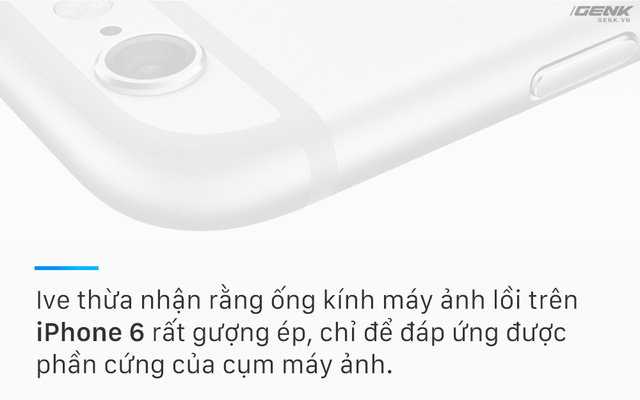 GENK
GENK.VN
Ive thừa nhận rằng ống kính máy ảnh lồi trên
iPhone 6 rất gượng ép, chỉ để đáp ứng được
phần cứng của cụm máy ảnh.